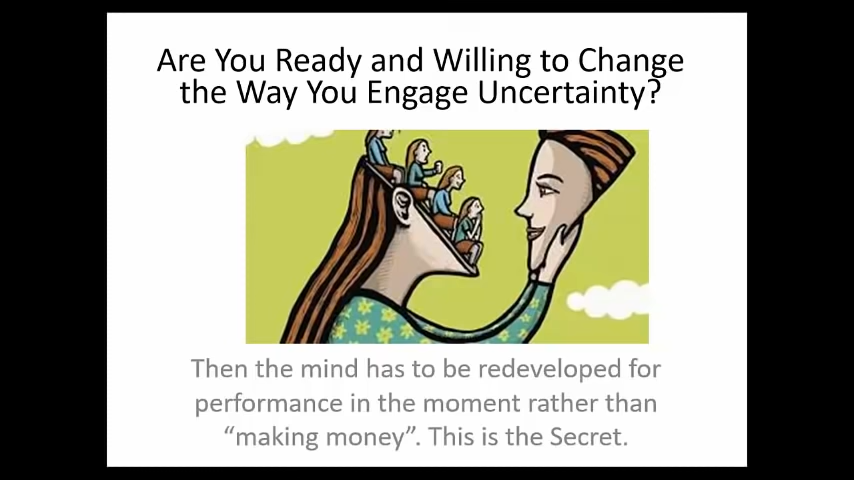 Are You Ready and Willing to Change
the Way You Engage Uncertainty?
Then the mind has to be redeveloped for
performance in the moment rather than
“making money”. This is the Secret.